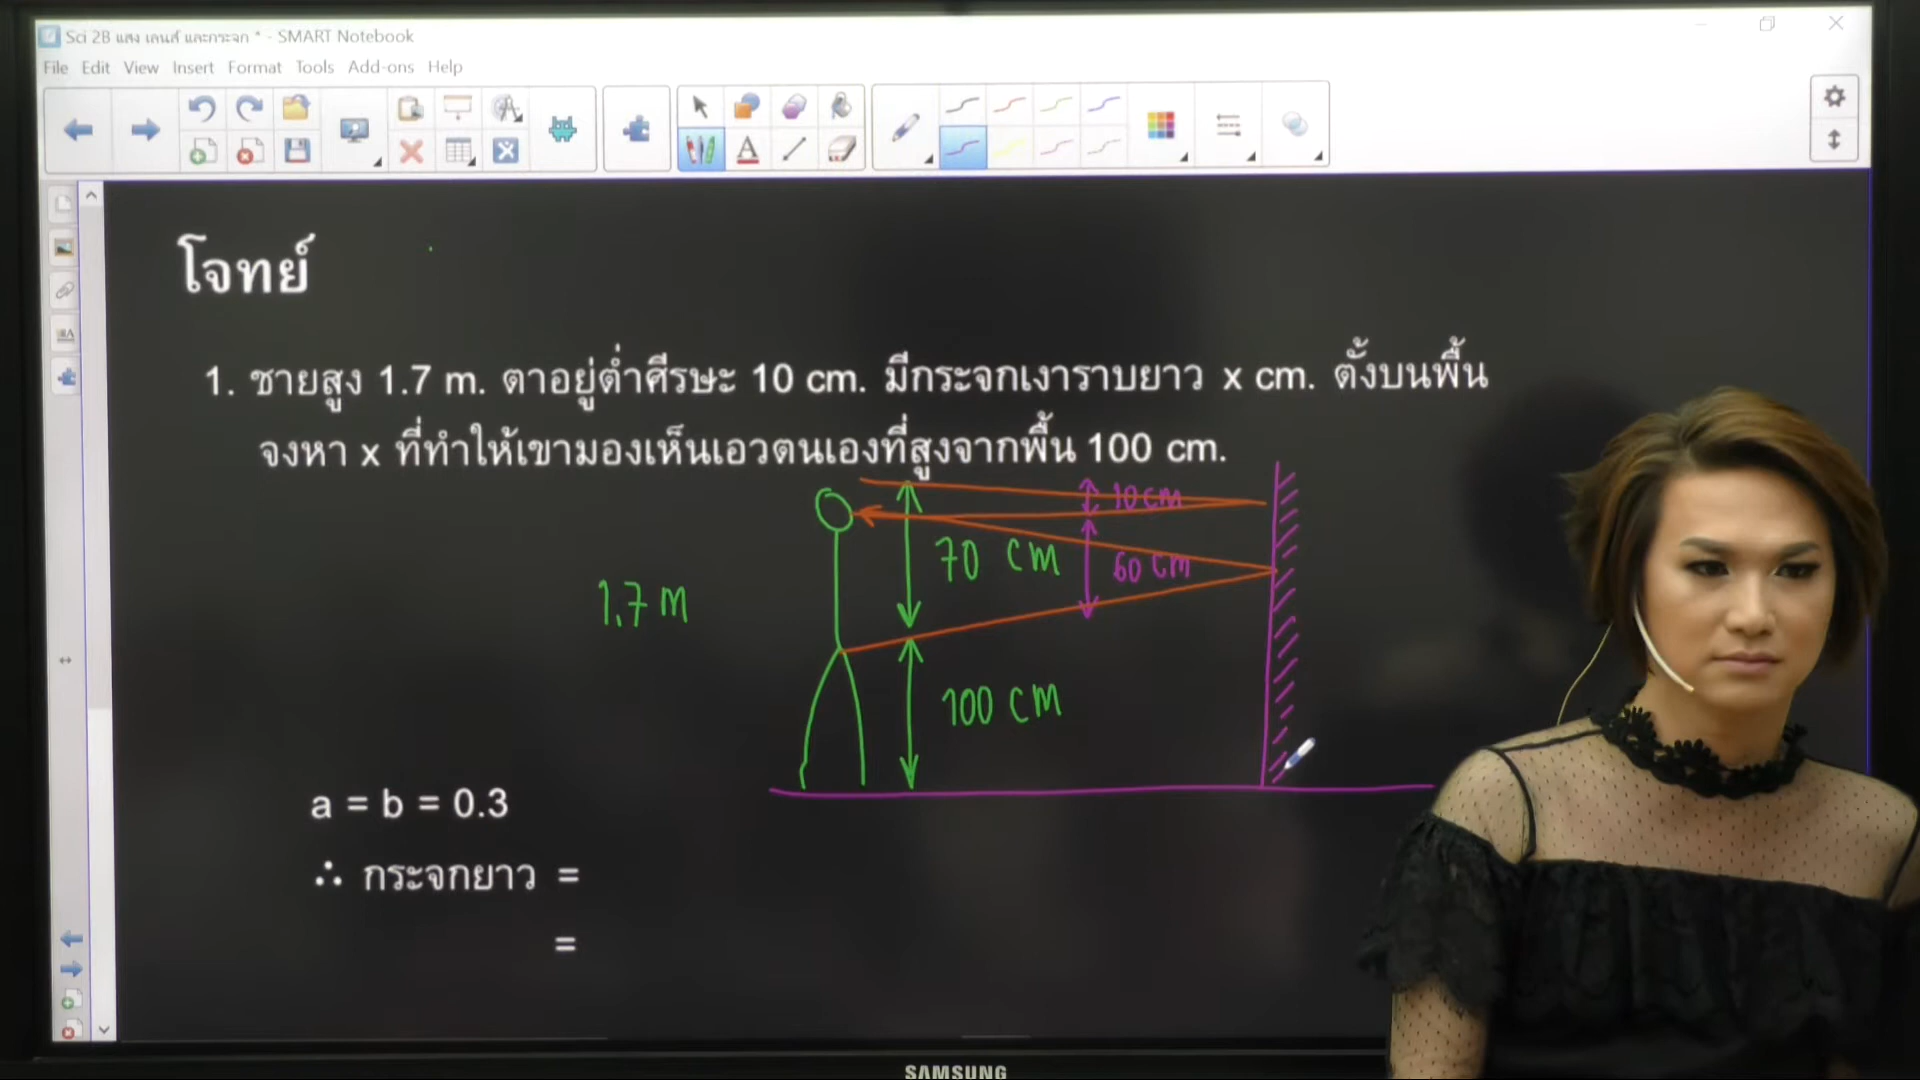 Sci 2B แสง เลนส์ และกระจก * - SMART Notebook
File Edit View Insert Format Tools Add-ons Help
โจทย์
1. ชายสูง 1.7 m. ตาอยู่ต่ำศีรษะ 10 cm. มีกระจกเงาราบยาว x cm. ตั้งบนพื้น
จงหา x ที่ทำให้เขามองเห็นเอวตนเองที่สูงจากพื้น 100 cm.
10 cm
70 cm
60 cm
1.7 m
100 cm
a = b = 0.3
∴ กระจกยาว =
=
SAMSUNG